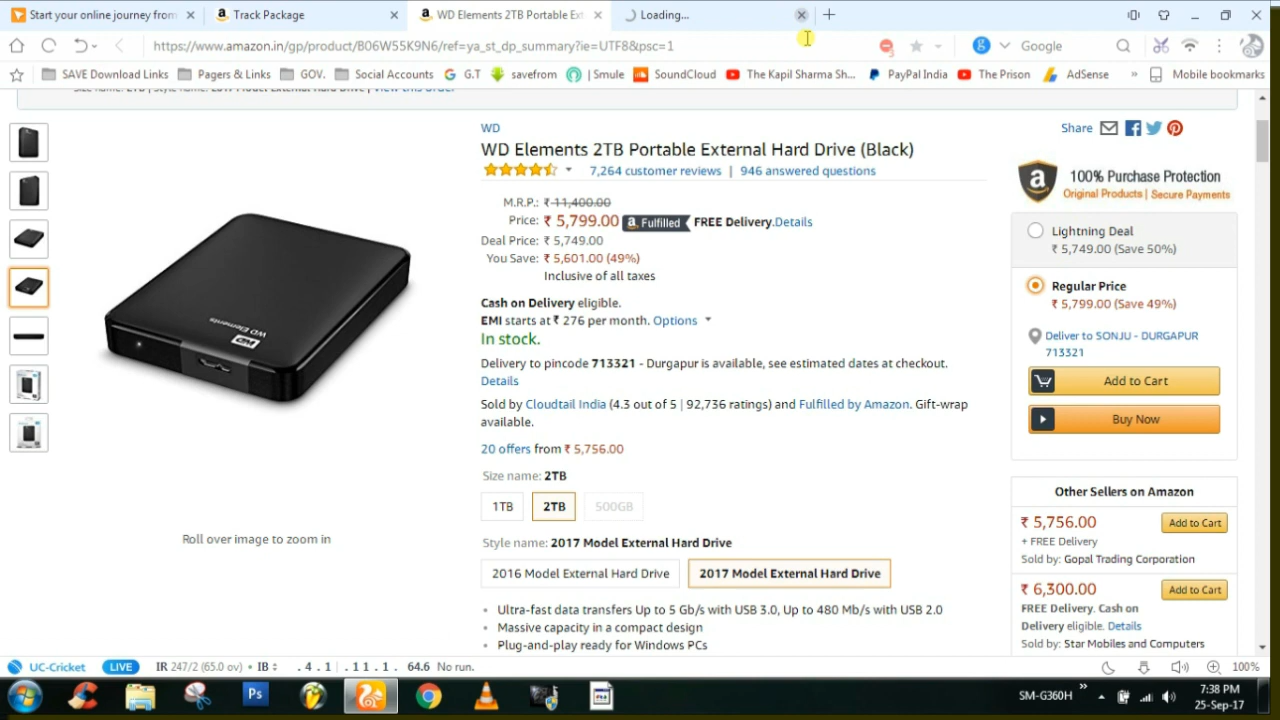 Start your online journey from
Track Package
WD Elements 2TB Portable Ext
Loading...
https://www.amazon.in/gp/product/B06W55K9N6/ref=ya_st_dp_summary?ie=UTF8&psc=1
Google
SAVE Download Links
Pagers & Links
GOV.
Social Accounts
G.T
savefrom
Smule
SoundCloud
The Kapil Sharma Sh...
PayPal India
The Prison
AdSense
» Mobile bookmarks
WD
WD Elements 2TB Portable External Hard Drive (Black)
7,264 customer reviews | 946 answered questions
M.R.P.: ₹ 11,400.00
Price: ₹ 5,799.00 Fulfilled FREE Delivery.Details
Deal Price: ₹ 5,749.00
You Save: ₹ 5,601.00 (49%)
Inclusive of all taxes
Cash on Delivery eligible.
EMI starts at ₹ 276 per month. Options
In stock.
Delivery to pincode 713321 - Durgapur is available, see estimated dates at checkout.
Details
Sold by Cloudtail India (4.3 out of 5 | 92,736 ratings) and Fulfilled by Amazon. Gift-wrap
available.
20 offers from ₹ 5,756.00
Size name: 2TB
1TB
2TB
500GB
Style name: 2017 Model External Hard Drive
2016 Model External Hard Drive
2017 Model External Hard Drive
• Ultra-fast data transfers Up to 5 Gb/s with USB 3.0, Up to 480 Mb/s with USB 2.0
• Massive capacity in a compact design
• Plug-and-play ready for Windows PCs
WD Elements
WD
Roll over image to zoom in
Share
100% Purchase Protection
Original Products | Secure Payments
Lightning Deal
₹ 5,749.00 (Save 50%)
Regular Price
₹ 5,799.00 (Save 49%)
Deliver to SONJU - DURGAPUR
713321
Add to Cart
Buy Now
Other Sellers on Amazon
₹ 5,756.00 Add to Cart
+ FREE Delivery
Sold by: Gopal Trading Corporation
₹ 6,300.00 Add to Cart
FREE Delivery. Cash on
Delivery eligible. Details
Sold by: Star Mobiles and Computers
UC-Cricket LIVE IR 247/2 (65.0 ov) • IB : . 4 . 1 . | . 1 1 . 1 . 64.6 No run.
100%
Ps
SM-G360H »
7:38 PM
25-Sep-17